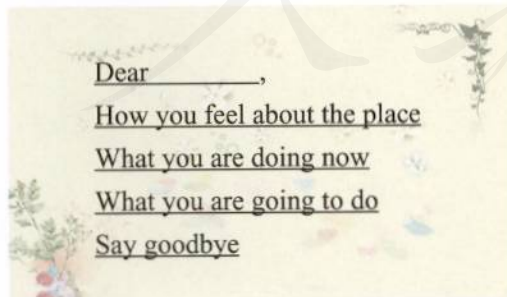 Dear ________,
How you feel about the place
What you are doing now
What you are going to do
Say goodbye